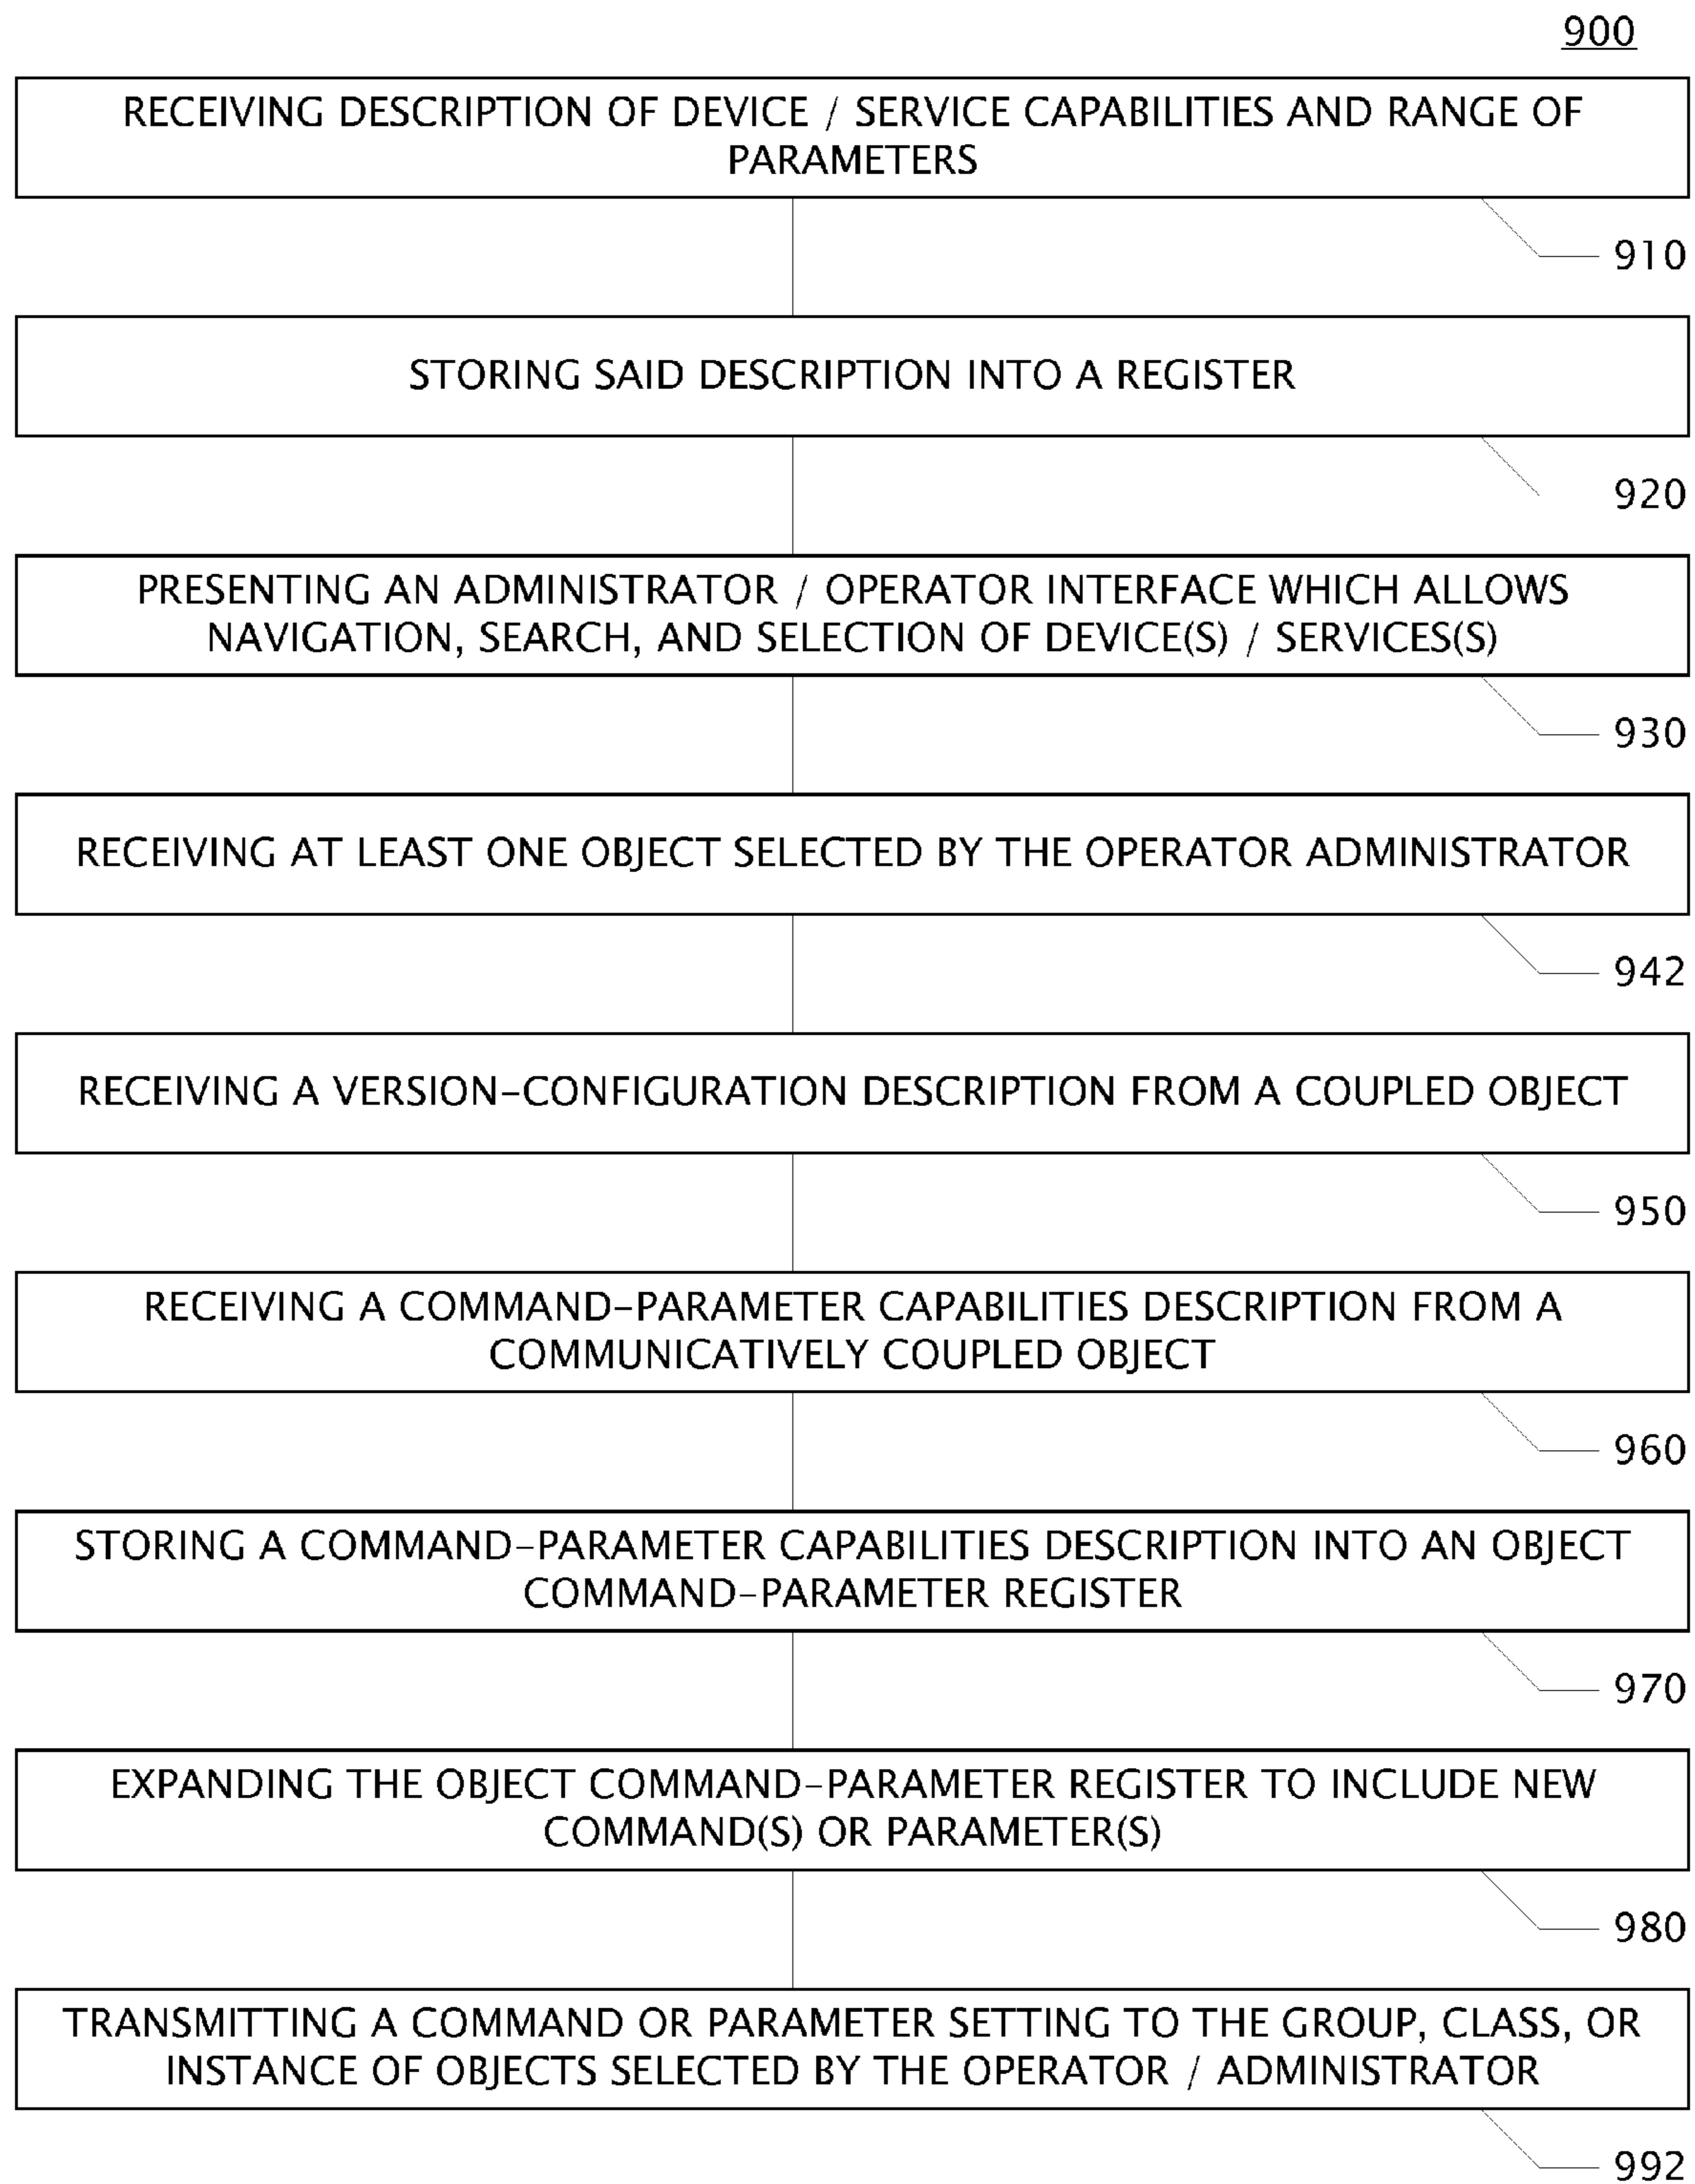 900
RECEIVING DESCRIPTION OF DEVICE / SERVICE CAPABILITIES AND RANGE OF
PARAMETERS
910
STORING SAID DESCRIPTION INTO A REGISTER
920
PRESENTING AN ADMINISTRATOR / OPERATOR INTERFACE WHICH ALLOWS
NAVIGATION, SEARCH, AND SELECTION OF DEVICE(S) / SERVICES(S)
930
RECEIVING AT LEAST ONE OBJECT SELECTED BY THE OPERATOR ADMINISTRATOR
942
RECEIVING A VERSION-CONFIGURATION DESCRIPTION FROM A COUPLED OBJECT
950
RECEIVING A COMMAND-PARAMETER CAPABILITIES DESCRIPTION FROM A
COMMUNICATIVELY COUPLED OBJECT
960
STORING A COMMAND-PARAMETER CAPABILITIES DESCRIPTION INTO AN OBJECT
COMMAND-PARAMETER REGISTER
970
EXPANDING THE OBJECT COMMAND-PARAMETER REGISTER TO INCLUDE NEW
COMMAND(S) OR PARAMETER(S)
980
TRANSMITTING A COMMAND OR PARAMETER SETTING TO THE GROUP, CLASS, OR
INSTANCE OF OBJECTS SELECTED BY THE OPERATOR / ADMINISTRATOR
992